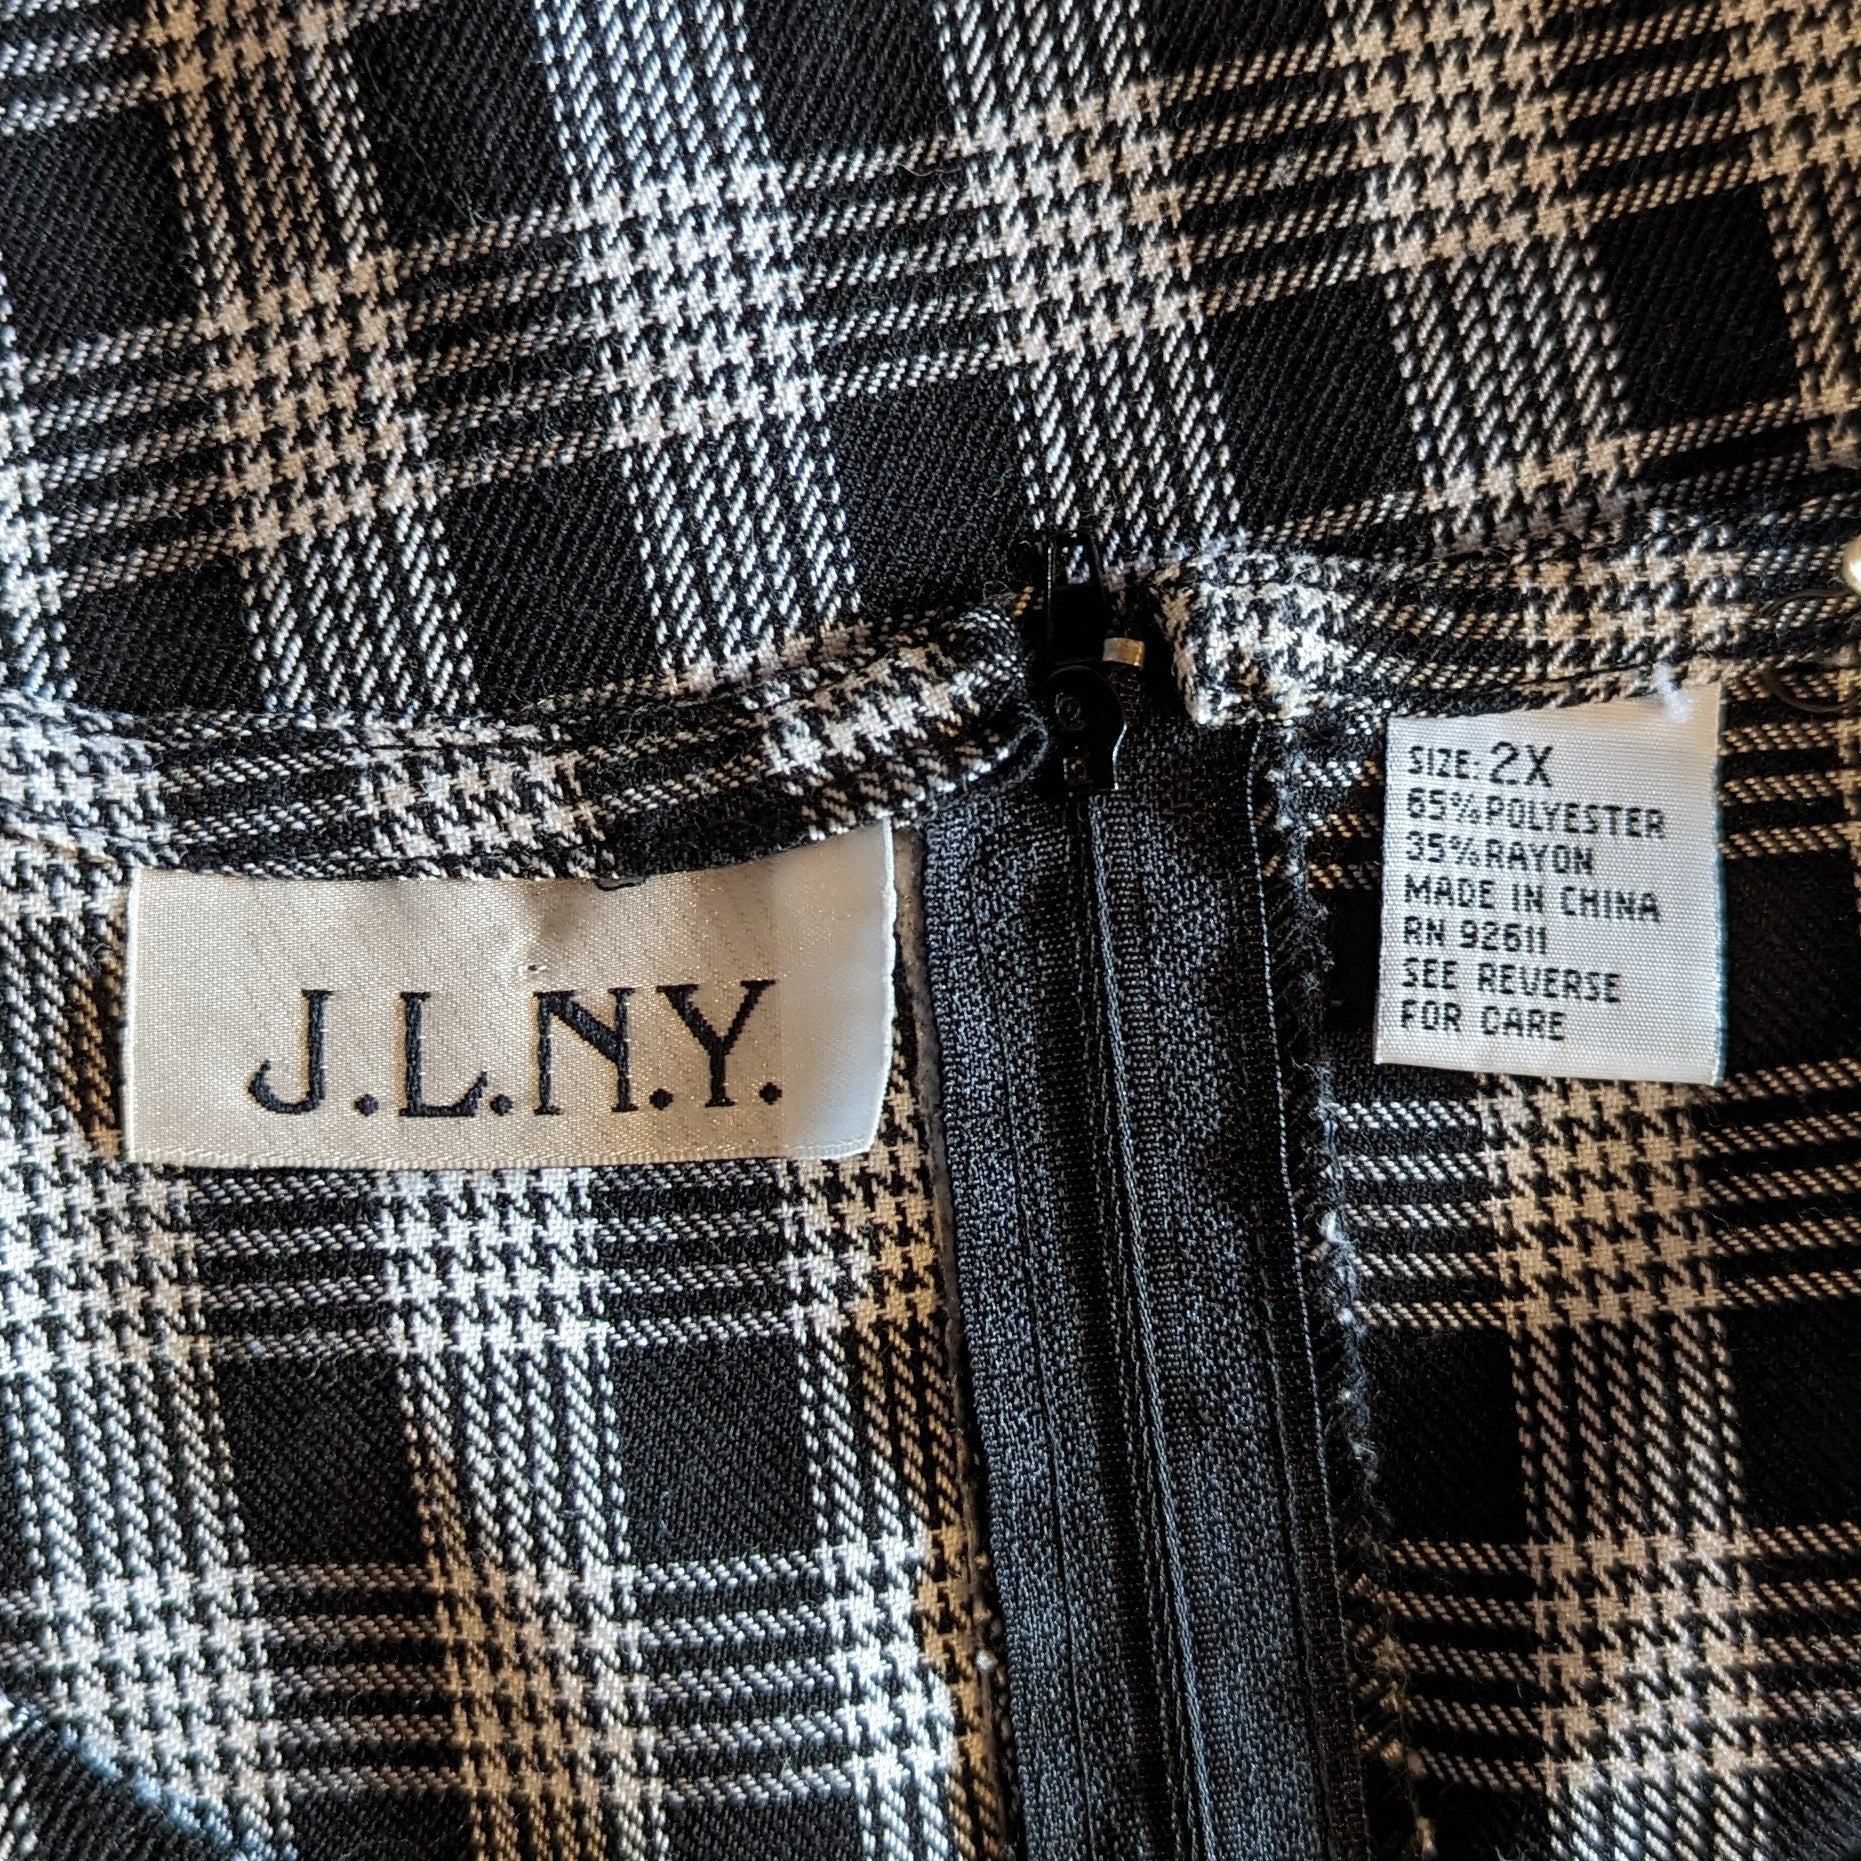 J.L.N.Y.
SIZE: 2X
65% POLYESTER
35% RAYON
MADE IN CHINA
RN 92611
SEE REVERSE
FOR CARE